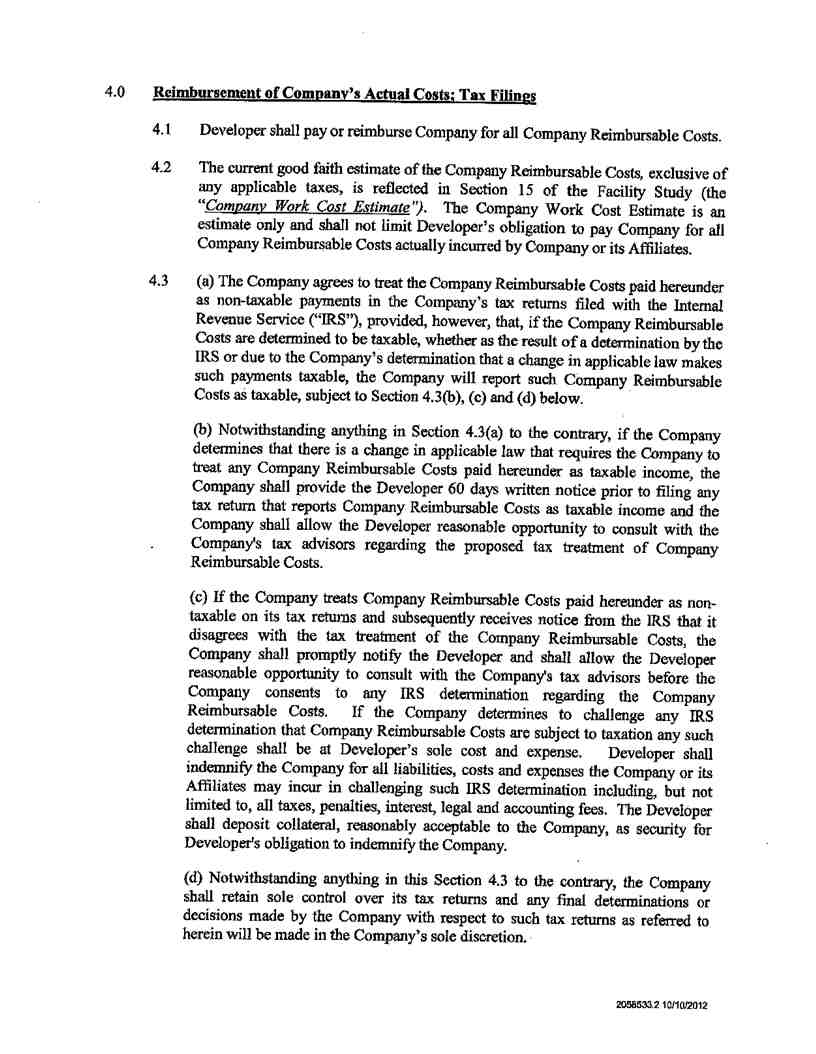 4.0 Reimbursement of Company's Actual Costs; Tax Filings
4.1 Developer shall pay or reimburse Company for all Company Reimbursable Costs.
4.2 The current good faith estimate of the Company Reimbursable Costs, exclusive of
any applicable taxes, is reflected in Section 15 of the Facility Study (the
"Company Work Cost Estimate"). The Company Work Cost Estimate is an
estimate only and shall not limit Developer's obligation to pay Company for all
Company Reimbursable Costs actually incurred by Company or its Affiliates.
4.3 (a) The Company agrees to treat the Company Reimbursable Costs paid hereunder
as non-taxable payments in the Company's tax returns filed with the Internal
Revenue Service ("IRS"), provided, however, that, if the Company Reimbursable
Costs are determined to be taxable, whether as the result of a determination by the
IRS or due to the Company's determination that a change in applicable law makes
such payments taxable, the Company will report such Company Reimbursable
Costs as taxable, subject to Section 4.3(b), (c) and (d) below.
(b) Notwithstanding anything in Section 4.3(a) to the contrary, if the Company
determines that there is a change in applicable law that requires the Company to
treat any Company Reimbursable Costs paid hereunder as taxable income, the
Company shall provide the Developer 60 days written notice prior to filing any
tax return that reports Company Reimbursable Costs as taxable income and the
Company shall allow the Developer reasonable opportunity to consult with the
Company's tax advisors regarding the proposed tax treatment of Company
Reimbursable Costs.
(c) If the Company treats Company Reimbursable Costs paid hereunder as non-
taxable on its tax returns and subsequently receives notice from the IRS that it
disagrees with the tax treatment of the Company Reimbursable Costs, the
Company shall promptly notify the Developer and shall allow the Developer
reasonable opportunity to consult with the Company's tax advisors before the
Company consents to any IRS determination regarding the Company
Reimbursable Costs. If the Company determines to challenge any IRS
determination that Company Reimbursable Costs are subject to taxation any such
challenge shall be at Developer's sole cost and expense. Developer shall
indemnify the Company for all liabilities, costs and expenses the Company or its
Affiliates may incur in challenging such IRS determination including, but not
limited to, all taxes, penalties, interest, legal and accounting fees. The Developer
shall deposit collateral, reasonably acceptable to the Company, as security for
Developer's obligation to indemnify the Company.
(d) Notwithstanding anything in this Section 4.3 to the contrary, the Company
shall retain sole control over its tax returns and any final determinations or
decisions made by the Company with respect to such tax returns as referred to
herein will be made in the Company's sole discretion.
2058533.2 10/10/2012